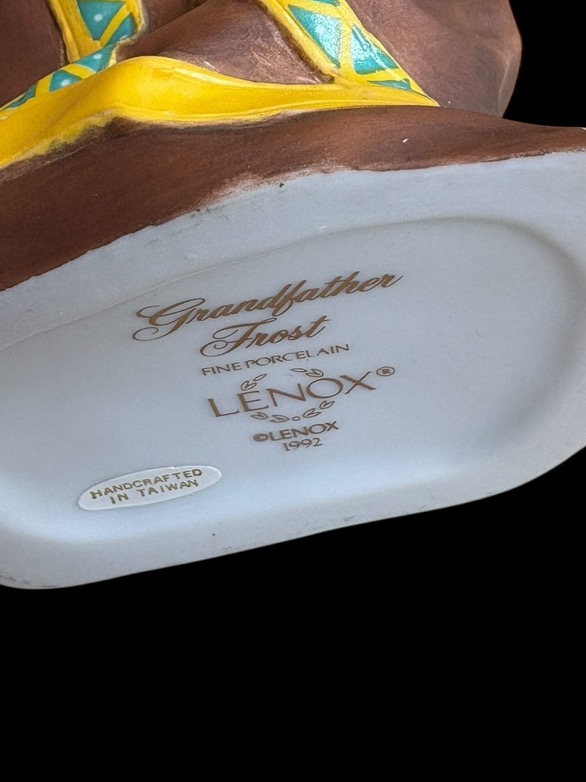 Grandfather
Frost
FINE PORCELAIN
LENOX®
©LENOX
1992
HANDCRAFTED
IN TAIWAN